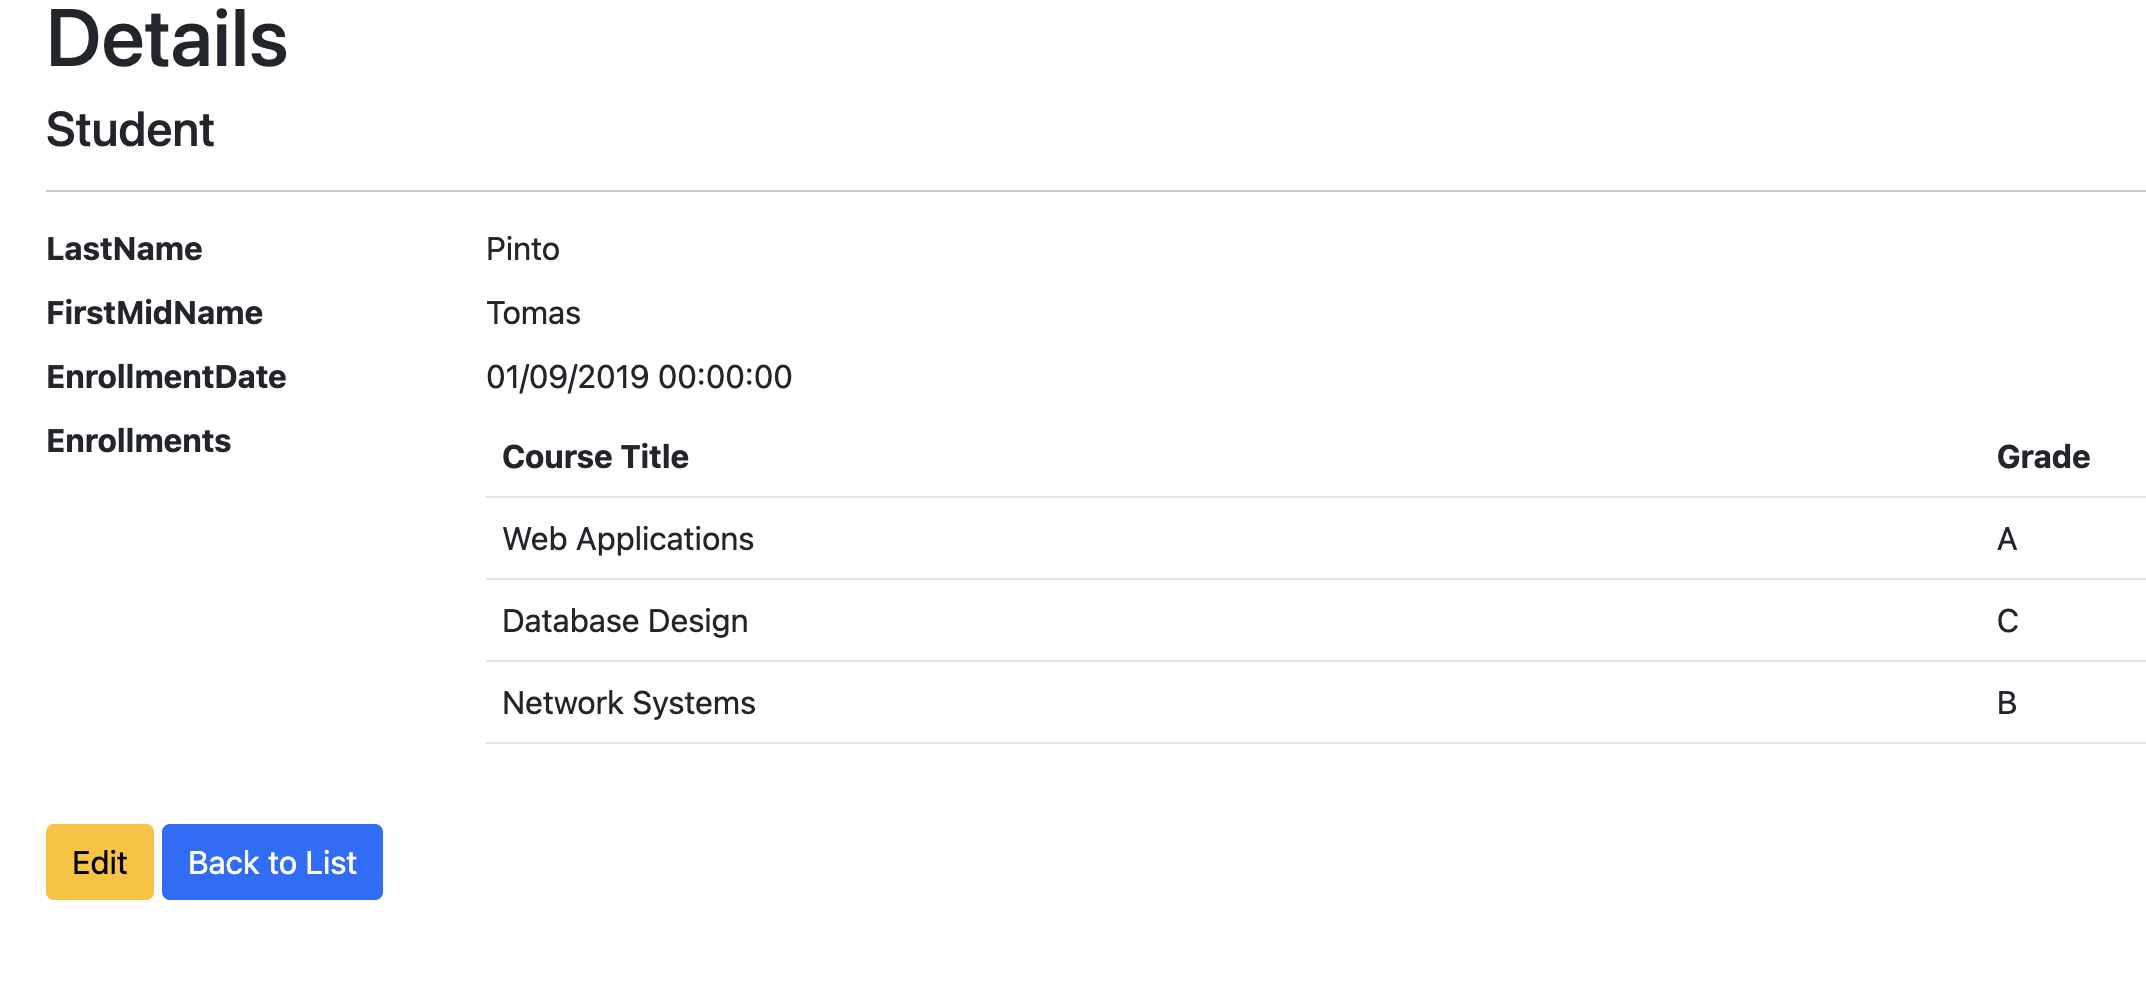 Details
Student
LastName Pinto
FirstMidName Tomas
EnrollmentDate 01/09/2019 00:00:00
Enrollments
Course Title Grade
Web Applications A
Database Design C
Network Systems B
Edit Back to List